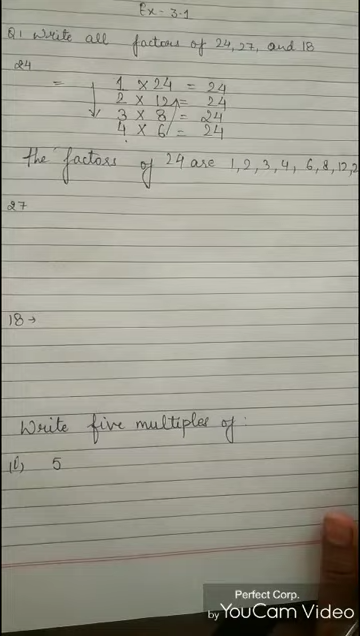 Ex - 3.1
Q1 Write all factors of 24, 27, and 18
24
= 1 × 24 = 24
2 × 12 = 24
3 × 8 = 24
4 × 6 = 24
the factors of 24 are 1, 2, 3, 4, 6, 8, 12, 2
27
18 →
Write five multiples of :
(i) 5
Perfect Corp.
by YouCam Video